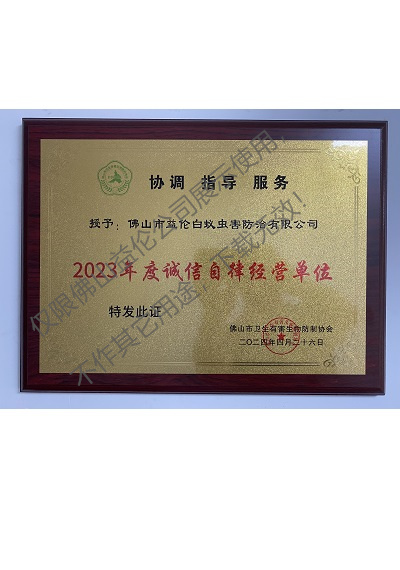 协调 指导 服务
授予：佛山市益伦白蚁虫害防治有限公司
2023年度诚信自律经营单位
特发此证
佛山市卫生有害生物防制协会
二〇二四年四月二十六日
仅限佛山益伦公司展示使用，
不作其它用途，下载无效！